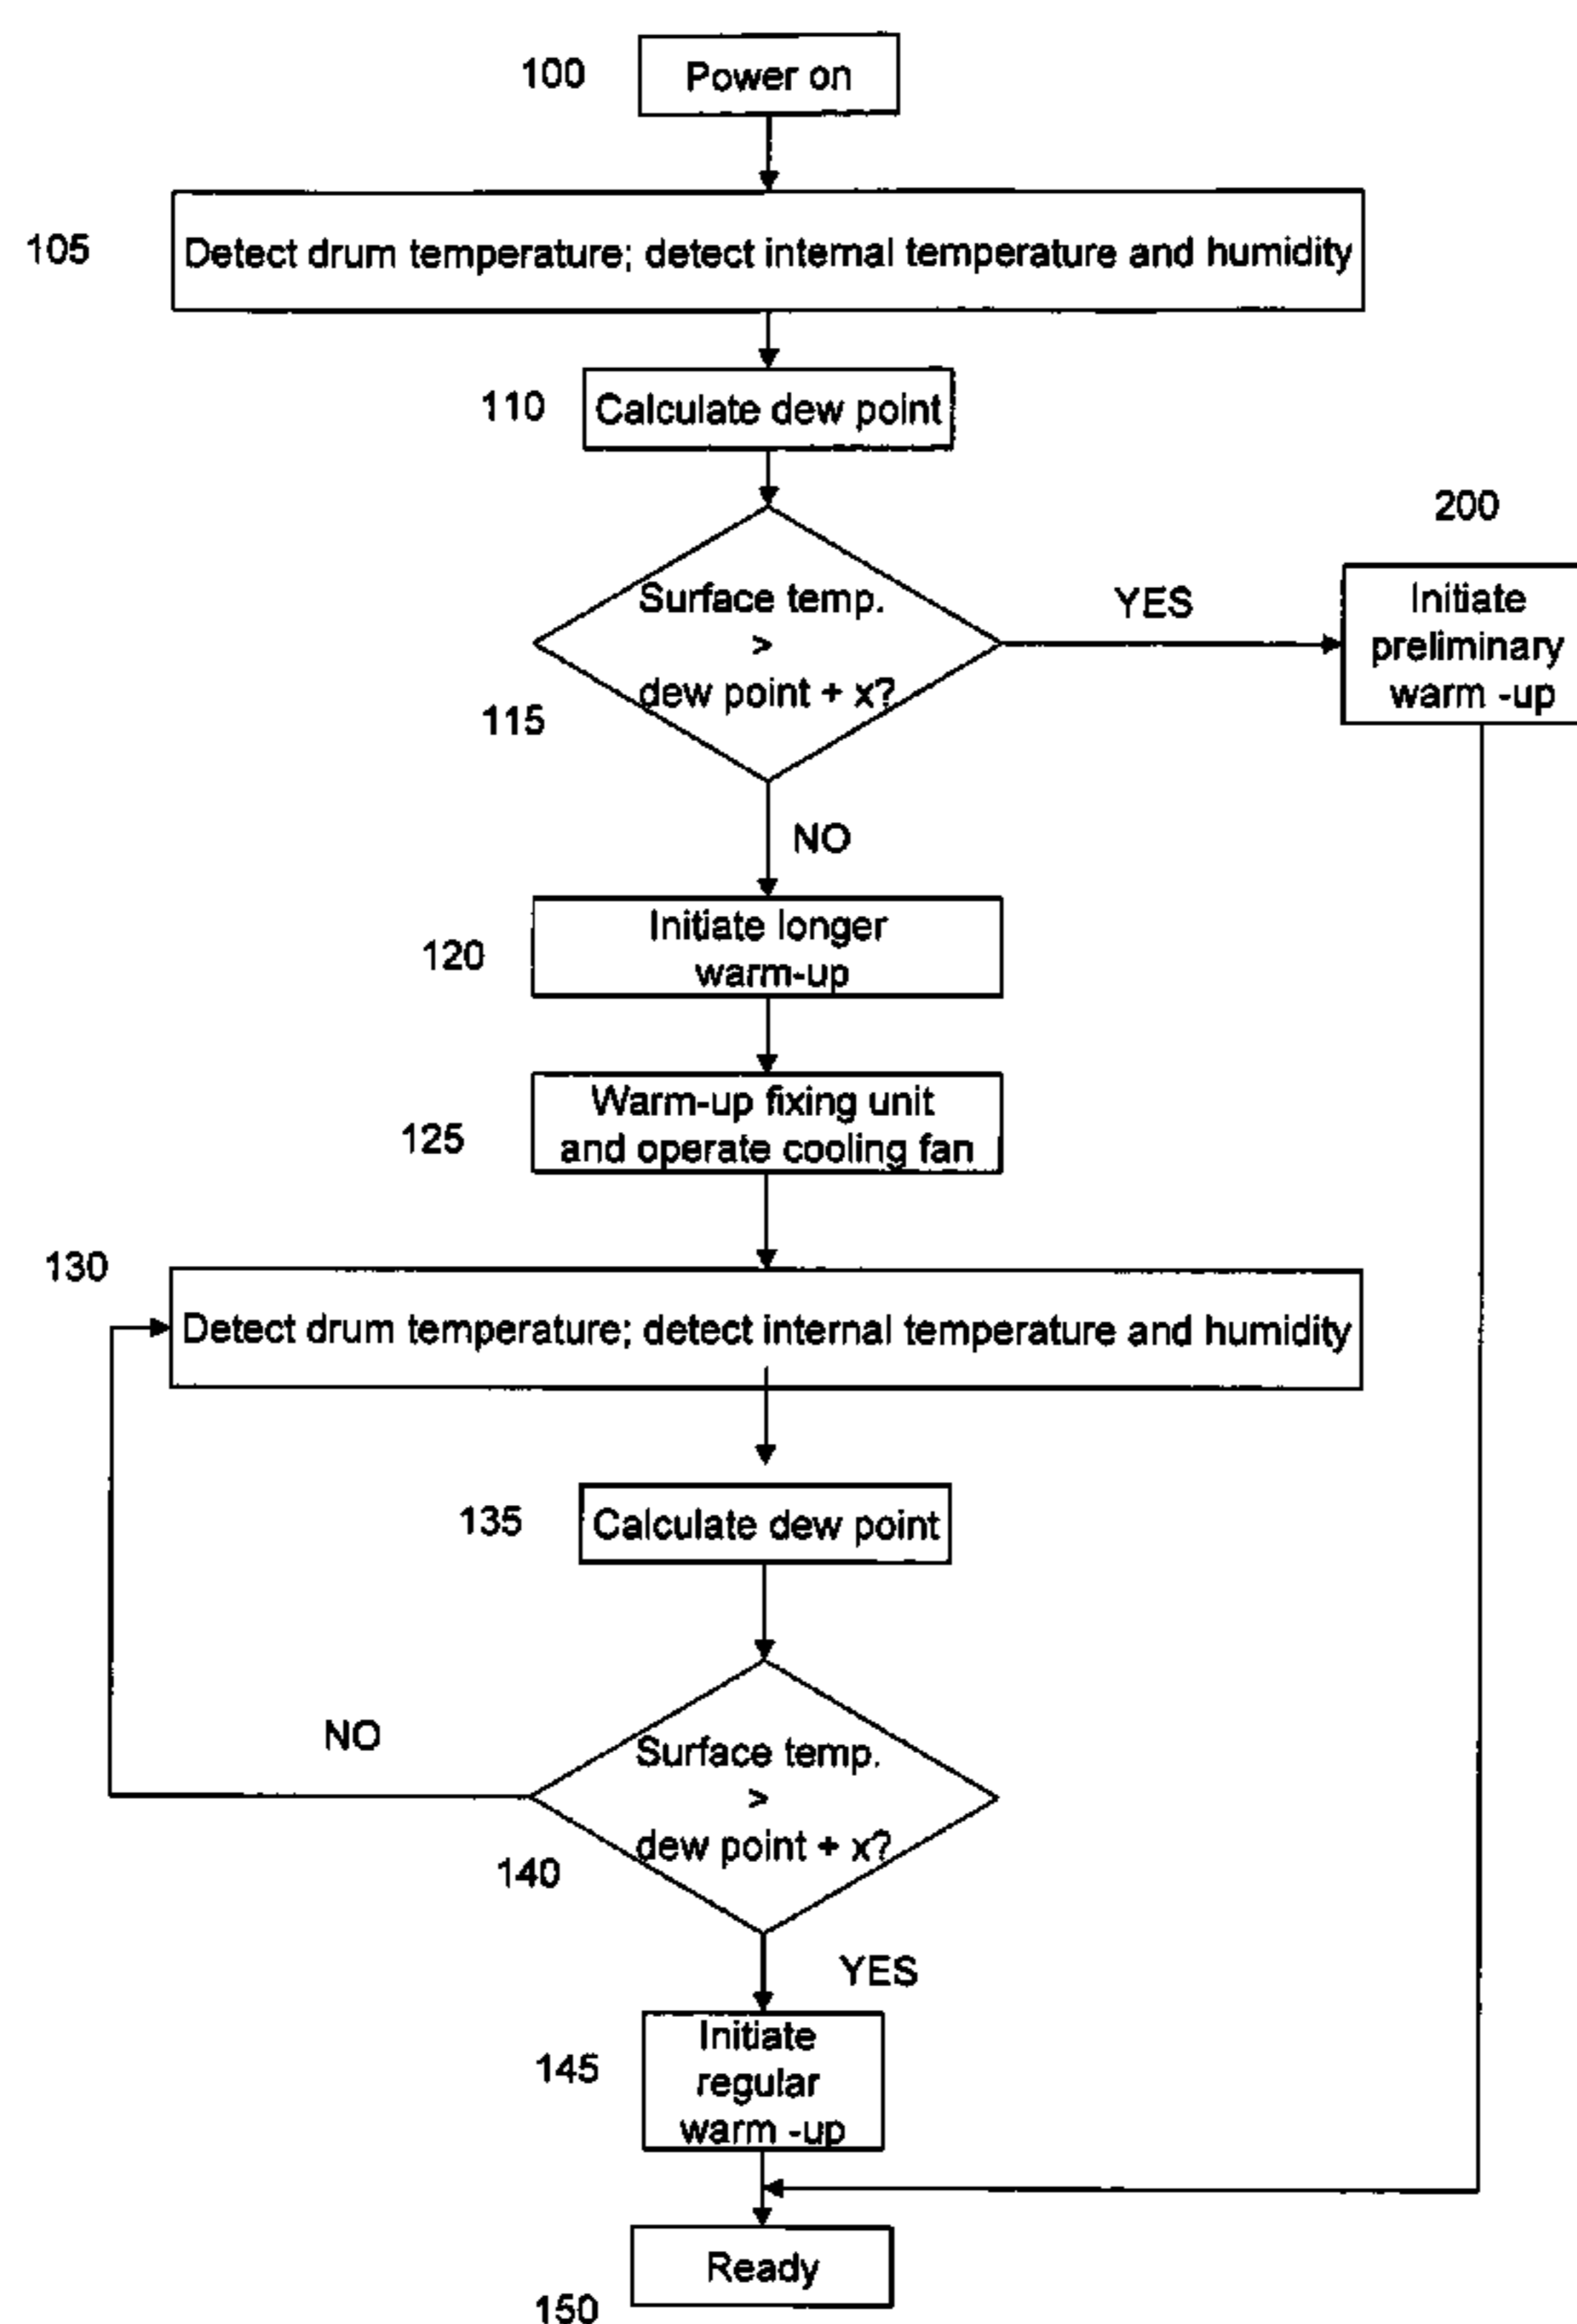 100
Power on
105
Detect drum temperature; detect internal temperature and humidity
110
Calculate dew point
200
Surface temp.
>
dew point + x?
YES
Initiate
preliminary
warm -up
115
NO
120
Initiate longer
warm-up
125
Warm-up fixing unit
and operate cooling fan
130
Detect drum temperature; detect internal temperature and humidity
135
Calculate dew point
NO
Surface temp.
>
dew point + x?
140
YES
145
Initiate
regular
warm -up
Ready
150